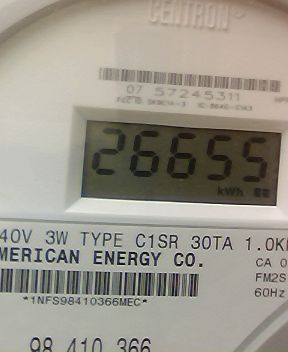 CENTRON
07 57245311
26655
kWh
40V 3W TYPE C1SR 30TA 1.0K
MERICAN ENERGY CO.
CA 0
FM2S
*1NFS98410366MEC*
60Hz
98 410 366